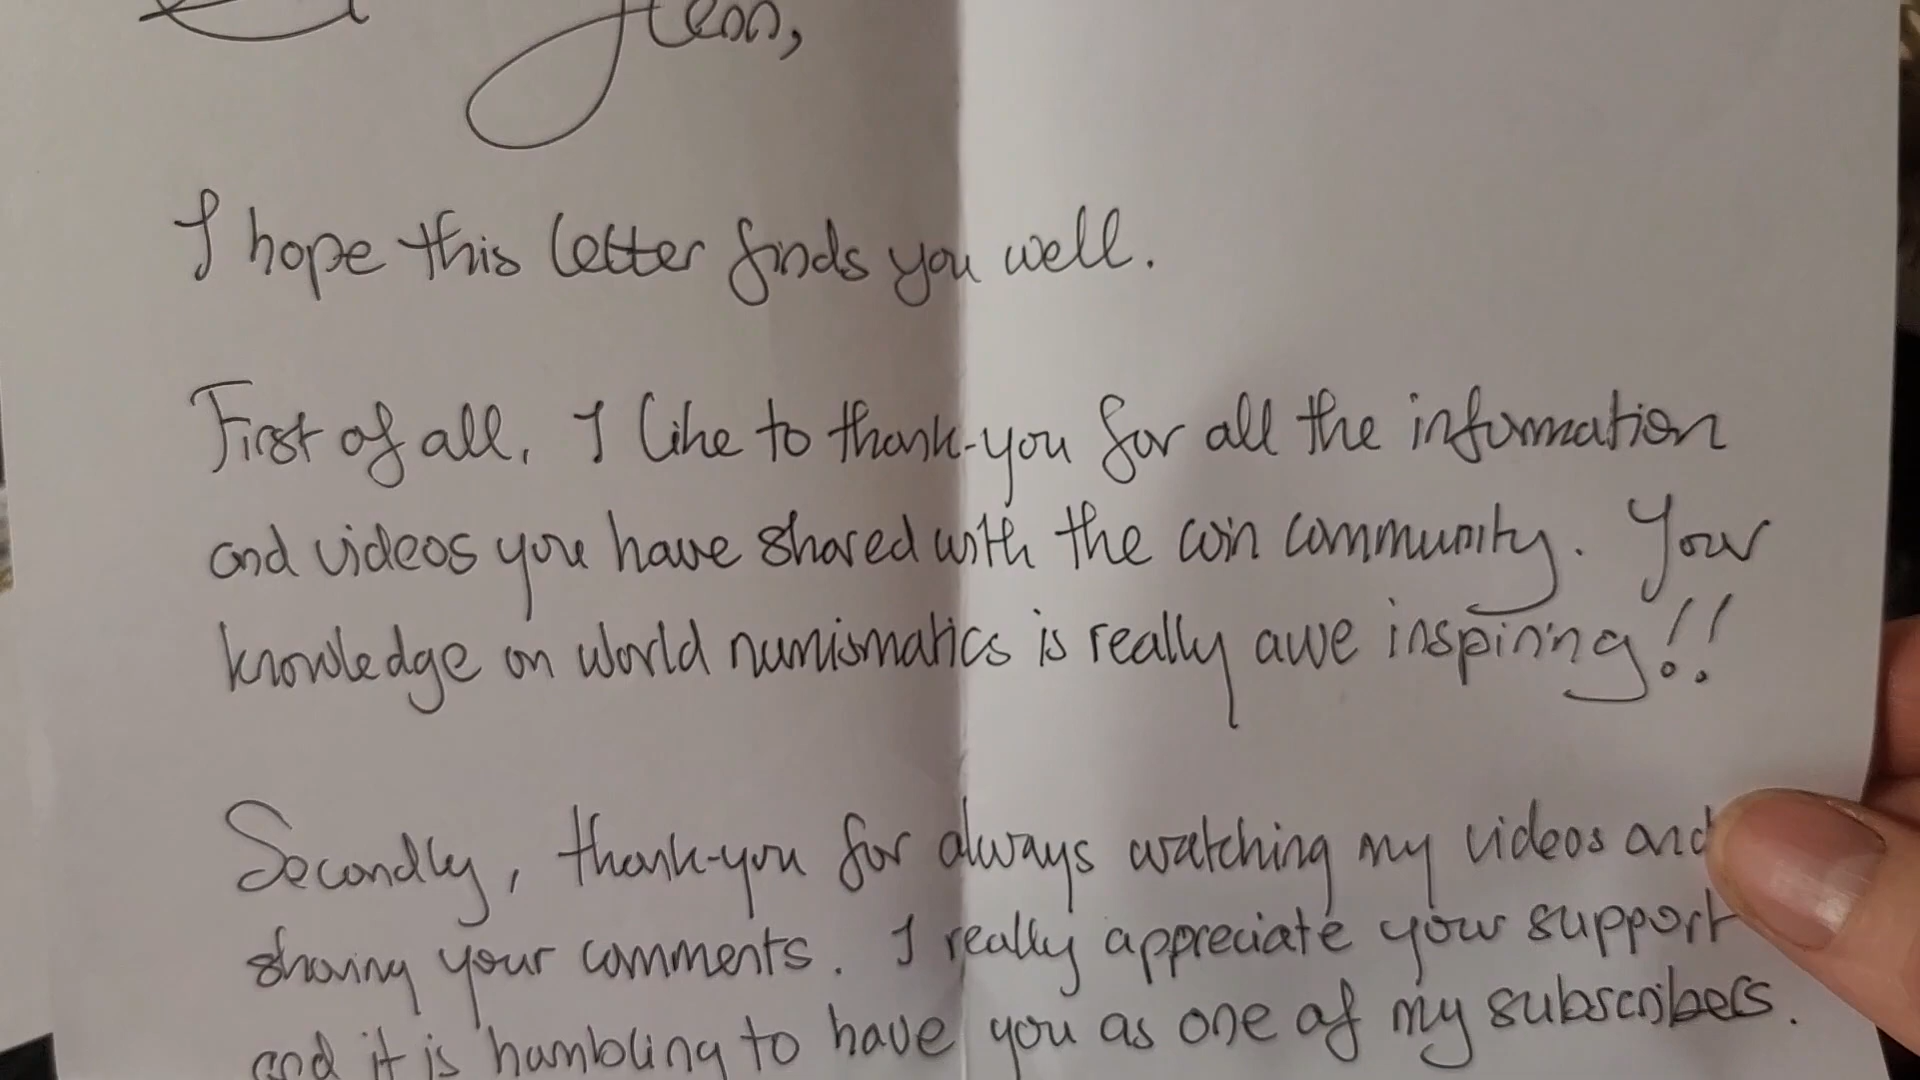 I hope this letter finds you well.
First of all, I like to thank-you for all the information
and videos you have shared with the coin community. Your
knowledge on world numismatics is really awe inspiring!!
Secondly, thank-you for always watching my videos and
sharing your comments. I really appreciate your support
and it is humbling to have you as one of my subscribers.